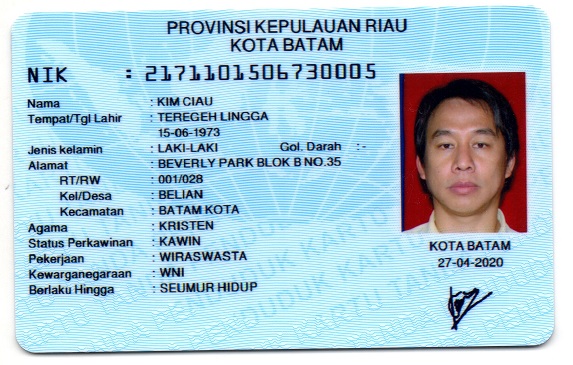 PROVINSI KEPULAUAN RIAU
KOTA BATAM
NIK : 2171101506730005
Nama : KIM CIAU
Tempat/Tgl Lahir : TEREGEH LINGGA
15-06-1973
Jenis kelamin : LAKI-LAKI Gol. Darah : -
Alamat : BEVERLY PARK BLOK B NO.35
RT/RW : 001/028
Kel/Desa : BELIAN
Kecamatan : BATAM KOTA
Agama : KRISTEN
Status Perkawinan : KAWIN
Pekerjaan : WIRASWASTA
Kewarganegaraan : WNI
Berlaku Hingga : SEUMUR HIDUP
KOTA BATAM
27-04-2020